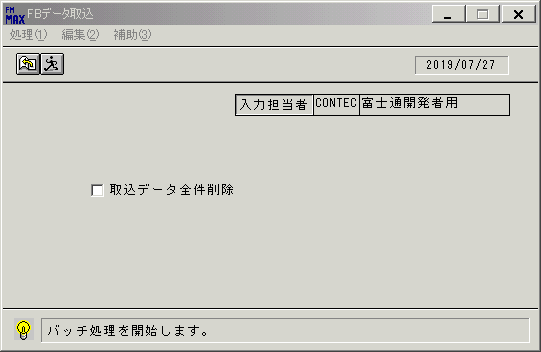 FM MAX FBデータ取込
処理(1) 編集(2) 補助(3)
2019/07/27
入力担当者 CONTEC 富士通開発者用
取込データ全件削除
バッチ処理を開始します。